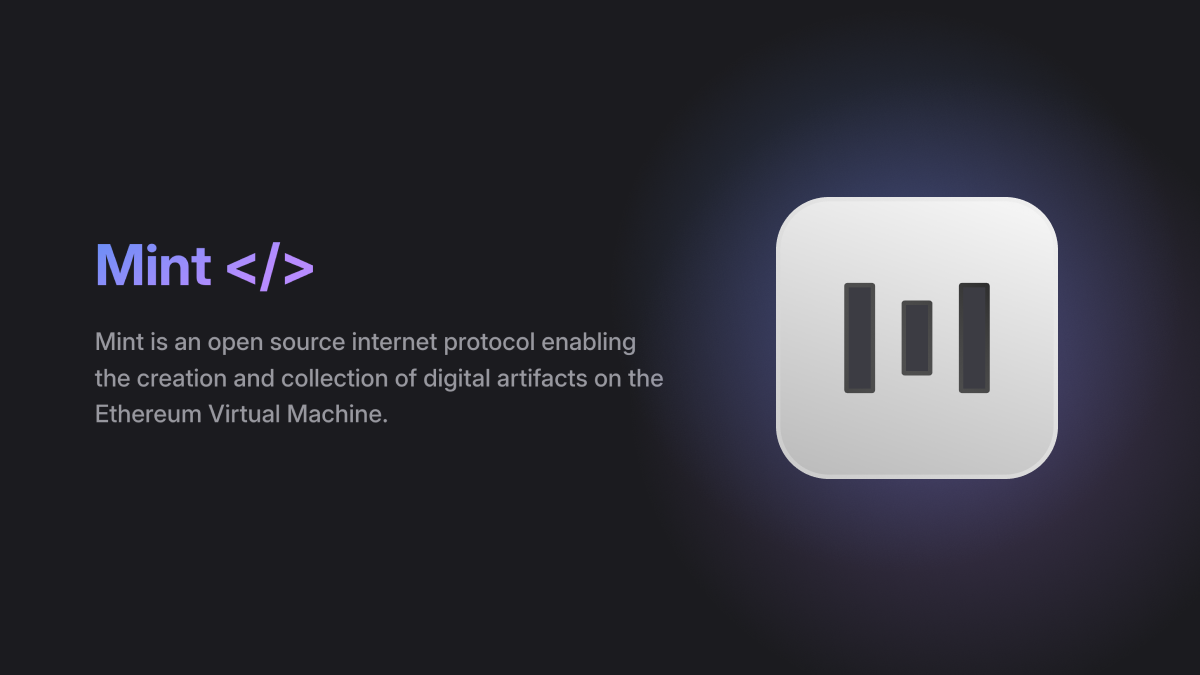 Mint </>
Mint is an open source internet protocol enabling
the creation and collection of digital artifacts on the
Ethereum Virtual Machine.